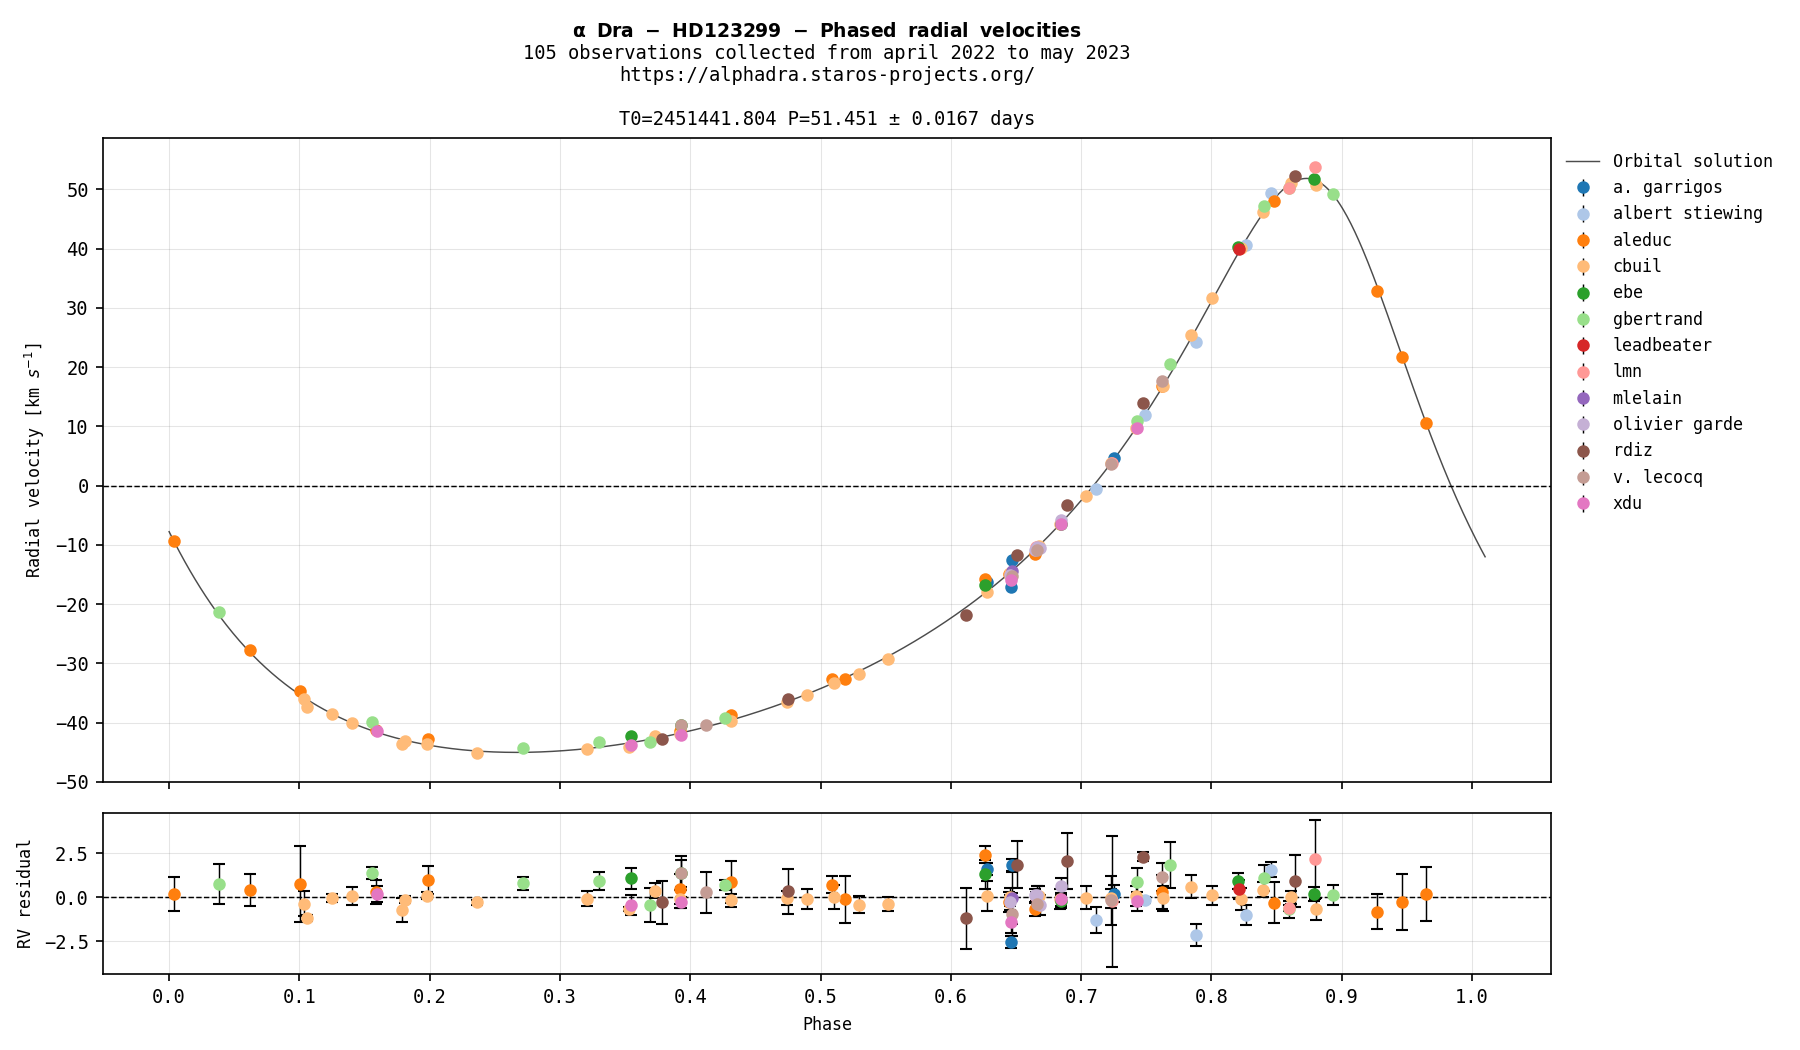 α Dra − HD123299 − Phased radial velocities
105 observations collected from april 2022 to may 2023
https://alphadra.staros-projects.org/
T0=2451441.804 P=51.451 ± 0.0167 days
Radial velocity [km s⁻¹]
50
40
30
20
10
0
−10
−20
−30
−40
−50
Orbital solution
a. garrigos
albert stiewing
aleduc
cbuil
ebe
gbertrand
leadbeater
lmn
mlelain
olivier garde
rdiz
v. lecocq
xdu
RV residual
2.5
0.0
−2.5
0.0 0.1 0.2 0.3 0.4 0.5 0.6 0.7 0.8 0.9 1.0
Phase